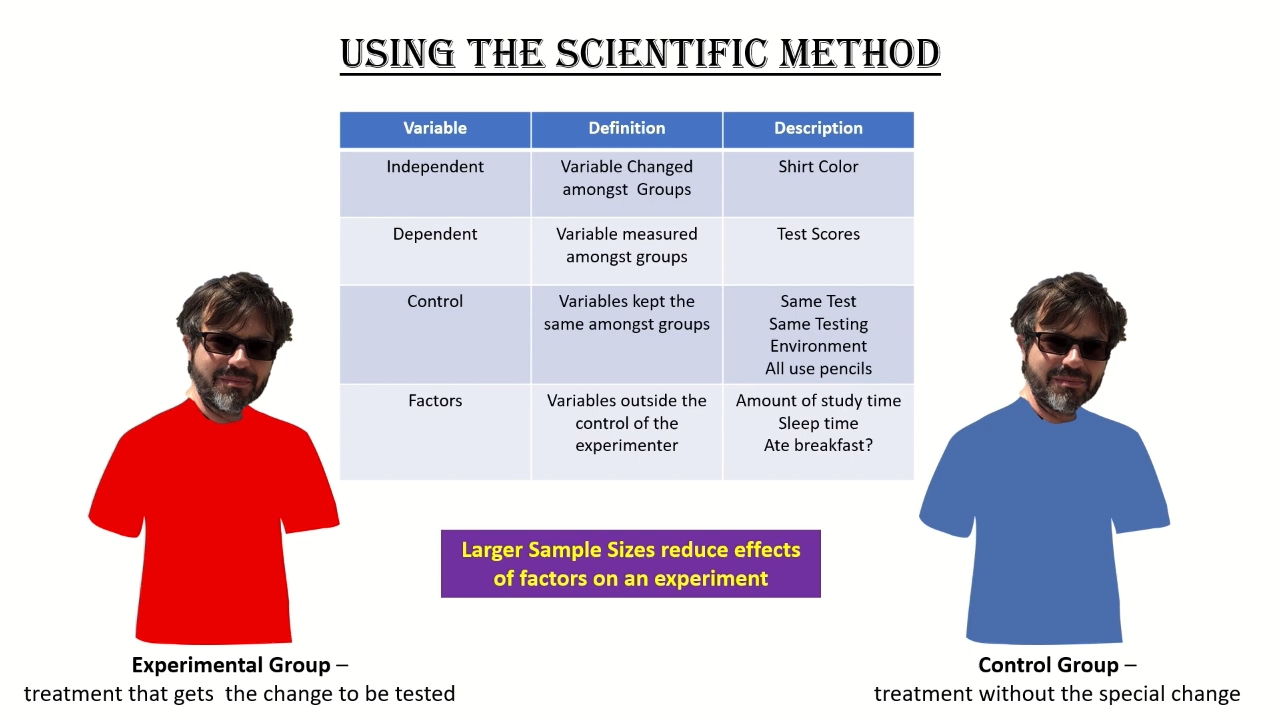 USING THE SCIENTIFIC METHOD
Variable Definition Description
Independent Variable Changed Shirt Color
amongst Groups
Dependent Variable measured Test Scores
amongst groups
Control Variables kept the Same Test
same amongst groups Same Testing
Environment
All use pencils
Factors Variables outside the Amount of study time
control of the Sleep time
experimenter Ate breakfast?
Larger Sample Sizes reduce effects
of factors on an experiment
Experimental Group –
treatment that gets the change to be tested
Control Group –
treatment without the special change